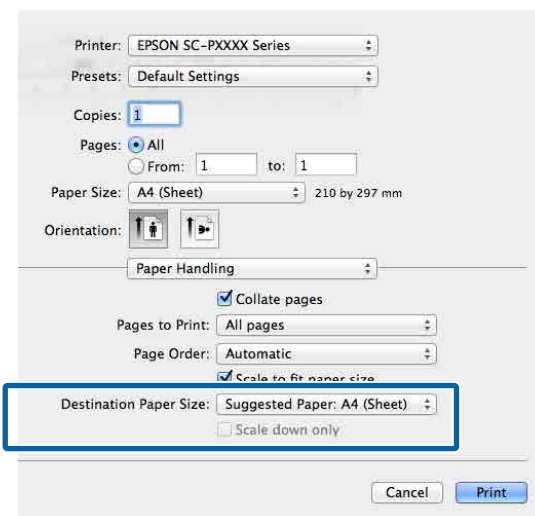 Printer: EPSON SC-PXXXX Series
Presets: Default Settings
Copies: 1
Pages: All
From: 1 to: 1
Paper Size: A4 (Sheet) 210 by 297 mm
Orientation:
Paper Handling
Collate pages
Pages to Print: All pages
Page Order: Automatic
Scale to fit paper size
Destination Paper Size: Suggested Paper: A4 (Sheet)
Scale down only
Cancel Print